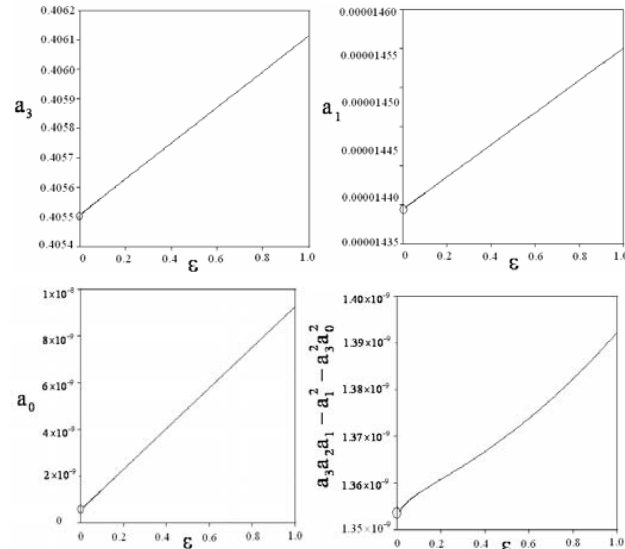 0.4062
0.4061
0.4060
0.4059
0.4058
0.4057
0.4056
0.4055
0.4054
a3
0 0.2 0.4 0.6 0.8 1.0
ε
0.00001460
0.00001455
0.00001450
0.00001445
0.00001440
0.00001435
a1
0 0.2 0.4 0.6 0.8 1.0
ε
1×10⁻⁸
8×10⁻⁹
6×10⁻⁹
4×10⁻⁹
2×10⁻⁹
0
a0
0 0.2 0.4 0.6 0.8 1.0
ε
1.40×10⁻⁹
1.39×10⁻⁹
1.38×10⁻⁹
1.37×10⁻⁹
1.36×10⁻⁹
1.35×10⁻⁹
a₃a₂a₁ − a₁² − a₃²a₀²
0 0.2 0.4 0.6 0.8 1.0
ε